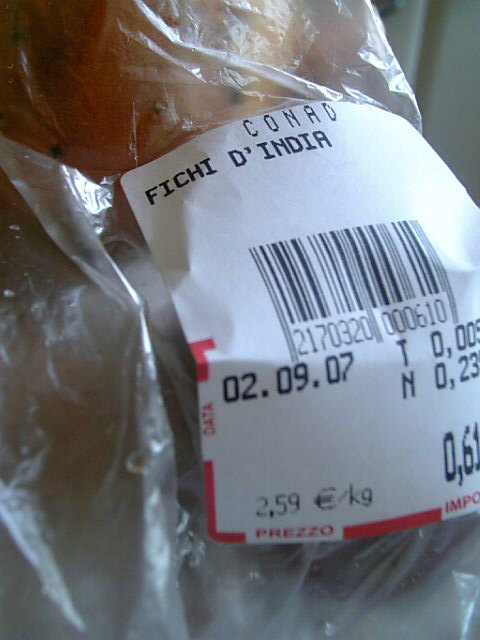 CONAD
FICHI D'INDIA
2170320 000610
T 0,005
02.09.07 N 0,23
DATA
0,61
2,59 €/kg
PREZZO IMPO